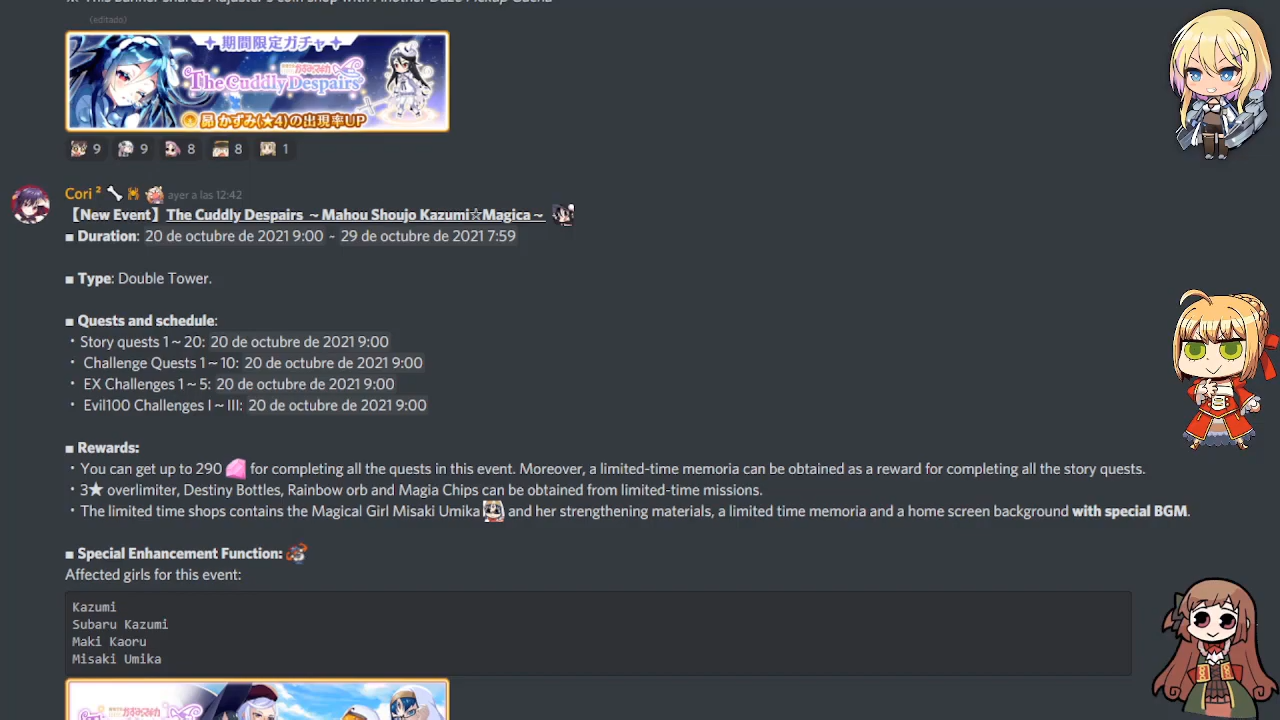 (editado)
✦ 期間限定ガチャ ✦
The Cuddly Despairs
昴 かずみ(★4)の出現率UP
9 9 8 8 1
Cori ² ayer a las 12:42
【New Event】The Cuddly Despairs ～Mahou Shoujo Kazumi☆Magica～
■ Duration: 20 de octubre de 2021 9:00 ~ 29 de octubre de 2021 7:59
■ Type: Double Tower.
■ Quests and schedule:
・Story quests 1～20: 20 de octubre de 2021 9:00
・ Challenge Quests 1～10: 20 de octubre de 2021 9:00
・ EX Challenges 1～5: 20 de octubre de 2021 9:00
・ Evil100 Challenges I～III: 20 de octubre de 2021 9:00
■ Rewards:
・You can get up to 290 for completing all the quests in this event. Moreover, a limited-time memoria can be obtained as a reward for completing all the story quests.
・3★ overlimiter, Destiny Bottles, Rainbow orb and Magia Chips can be obtained from limited-time missions.
・The limited time shops contains the Magical Girl Misaki Umika and her strengthening materials, a limited time memoria and a home screen background with special BGM.
■ Special Enhancement Function:
Affected girls for this event:
Kazumi
Subaru Kazumi
Maki Kaoru
Misaki Umika